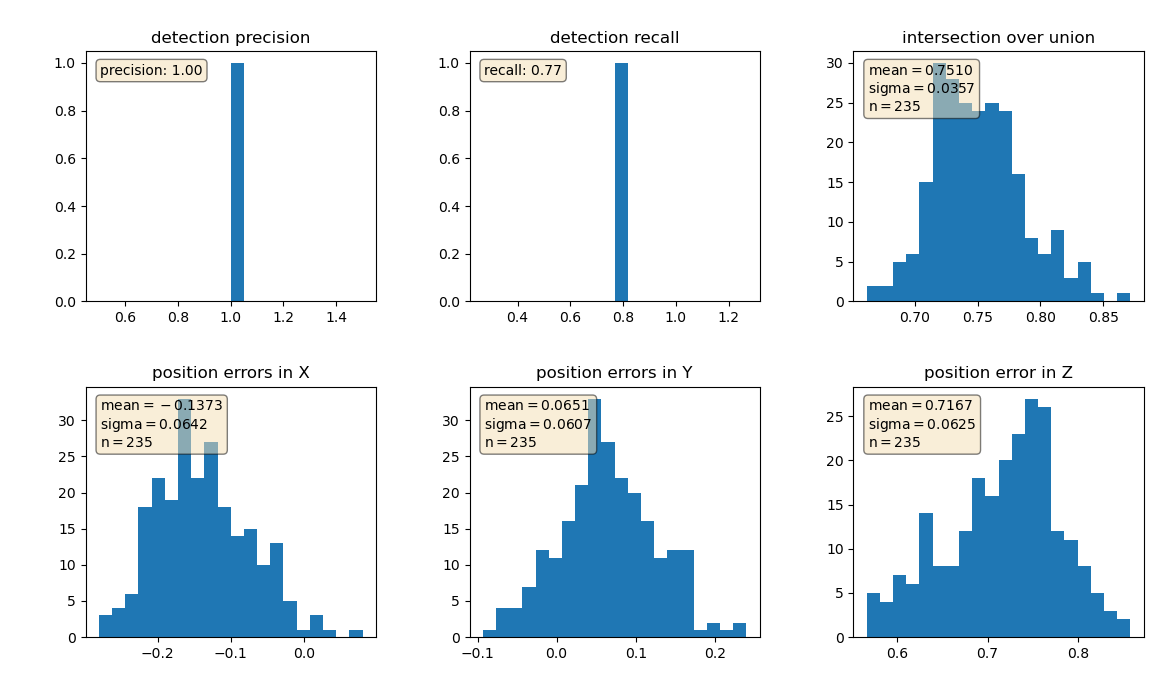 detection precision
precision: 1.00
1.0
0.8
0.6
0.4
0.2
0.0
0.6 0.8 1.0 1.2 1.4
detection recall
recall: 0.77
1.0
0.8
0.6
0.4
0.2
0.0
0.4 0.6 0.8 1.0 1.2
intersection over union
mean = 0.7510
sigma = 0.0357
n = 235
30
25
20
15
10
5
0
0.70 0.75 0.80 0.85
position errors in X
mean = −0.1373
sigma = 0.0642
n = 235
30
25
20
15
10
5
0
−0.2 −0.1 0.0
position errors in Y
mean = 0.0651
sigma = 0.0607
n = 235
30
25
20
15
10
5
0
−0.1 0.0 0.1 0.2
position error in Z
mean = 0.7167
sigma = 0.0625
n = 235
25
20
15
10
5
0
0.6 0.7 0.8